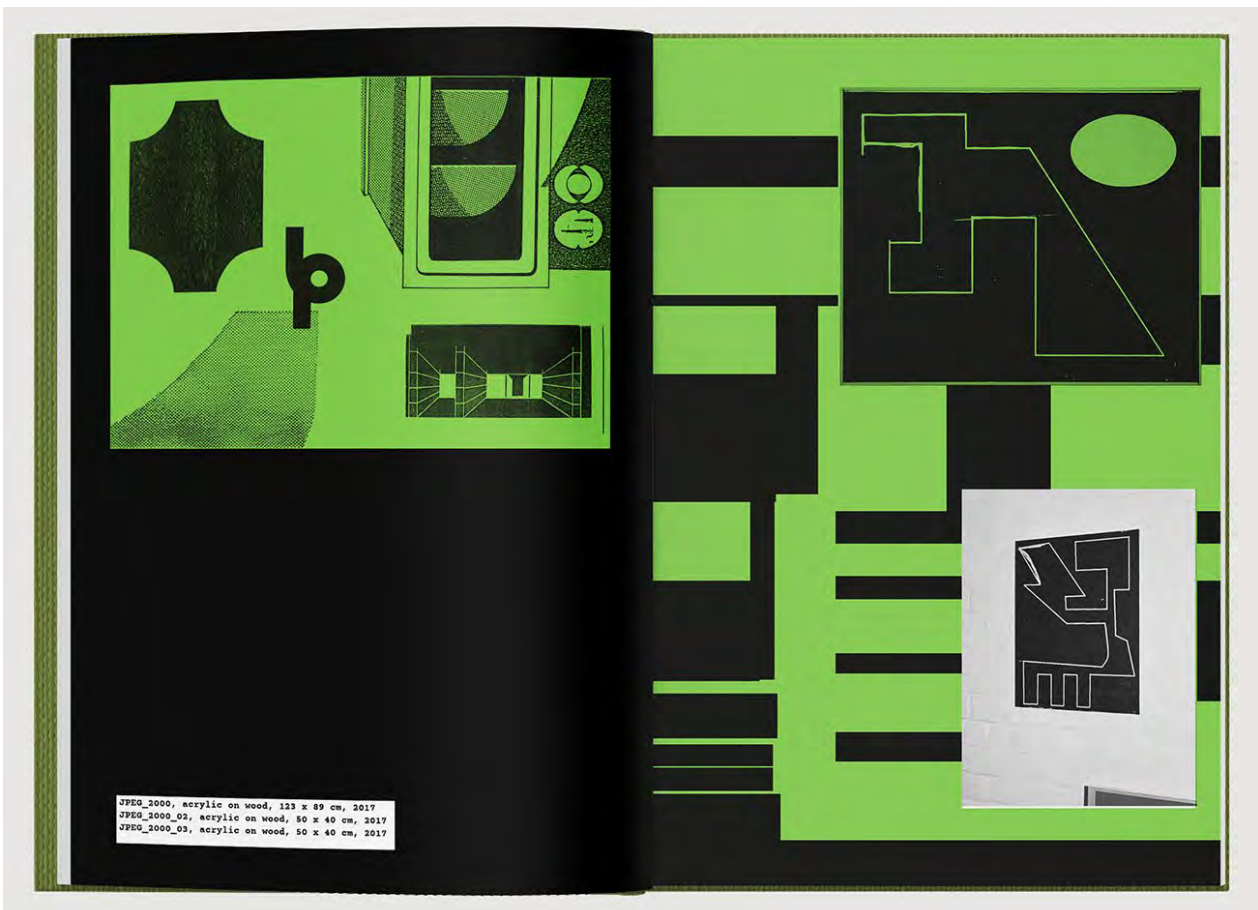 JPEG_2000, acrylic on wood, 123 x 89 cm, 2017
JPEG_2000_02, acrylic on wood, 50 x 40 cm, 2017
JPEG_2000_03, acrylic on wood, 50 x 40 cm, 2017